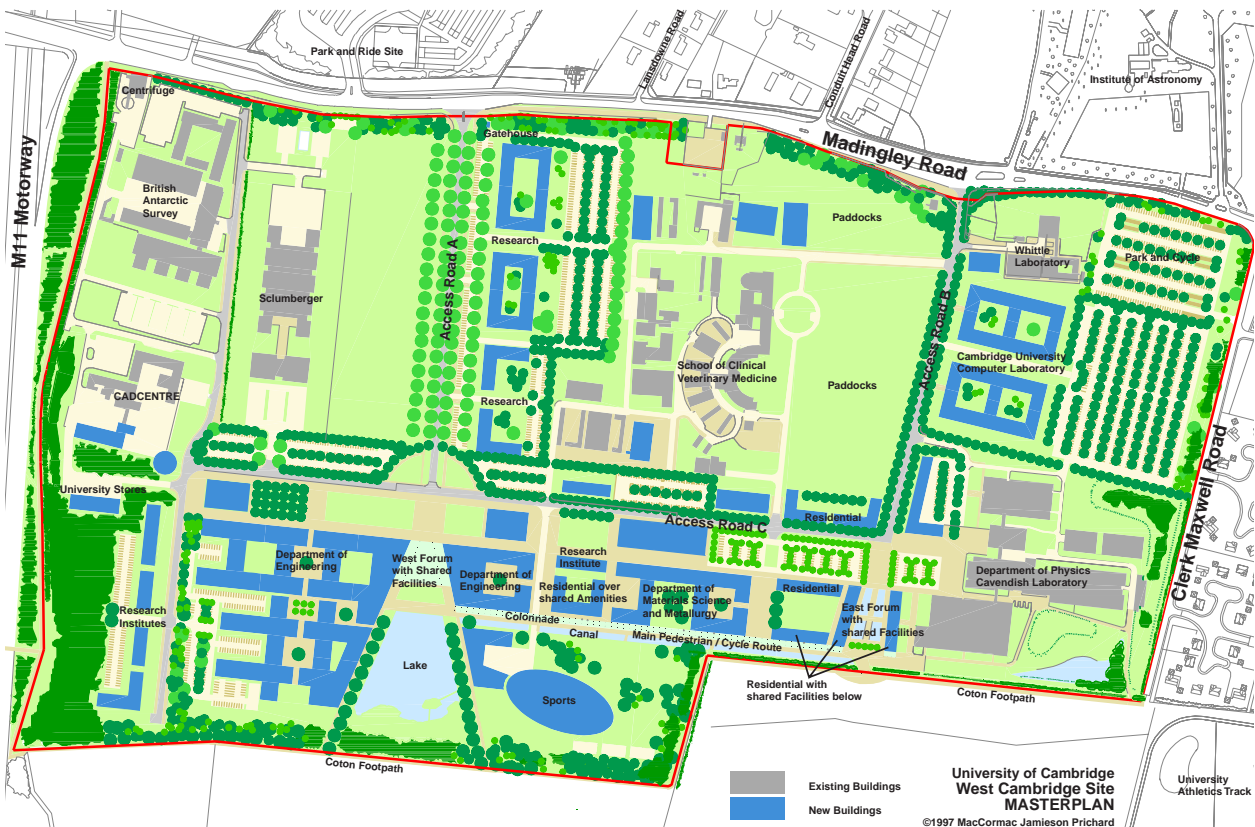 Park and Ride Site
Lansdowne Road
Conduit Head Road
Institute of Astronomy
Centrifuge
Gatehouse
Madingley Road
M11 Motorway
British
Antarctic
Survey
Research
Paddocks
Whittle
Laboratory
Park and Cycle
Access Road A
Sclumberger
Access Road B
School of Clinical
Veterinary Medicine
Paddocks
Cambridge University
Computer Laboratory
CADCENTRE
Research
Clerk Maxwell Road
University Stores
Access Road C
Residential
Department of
Engineering
West Forum
with Shared
Facilities
Department of
Engineering
Research
Institute
Residential over
shared Amenities
Department of
Materials Science
and Metallurgy
Residential
Department of Physics
Cavendish Laboratory
East Forum
with
shared Facilities
Research
Institutes
Colonnade
Canal
Main Pedestrian / Cycle Route
Lake
Sports
Residential with
shared Facilities below
Coton Footpath
Coton Footpath
Existing Buildings
New Buildings
University of Cambridge
West Cambridge Site
MASTERPLAN
©1997 MacCormac Jamieson Prichard
University
Athletics Track